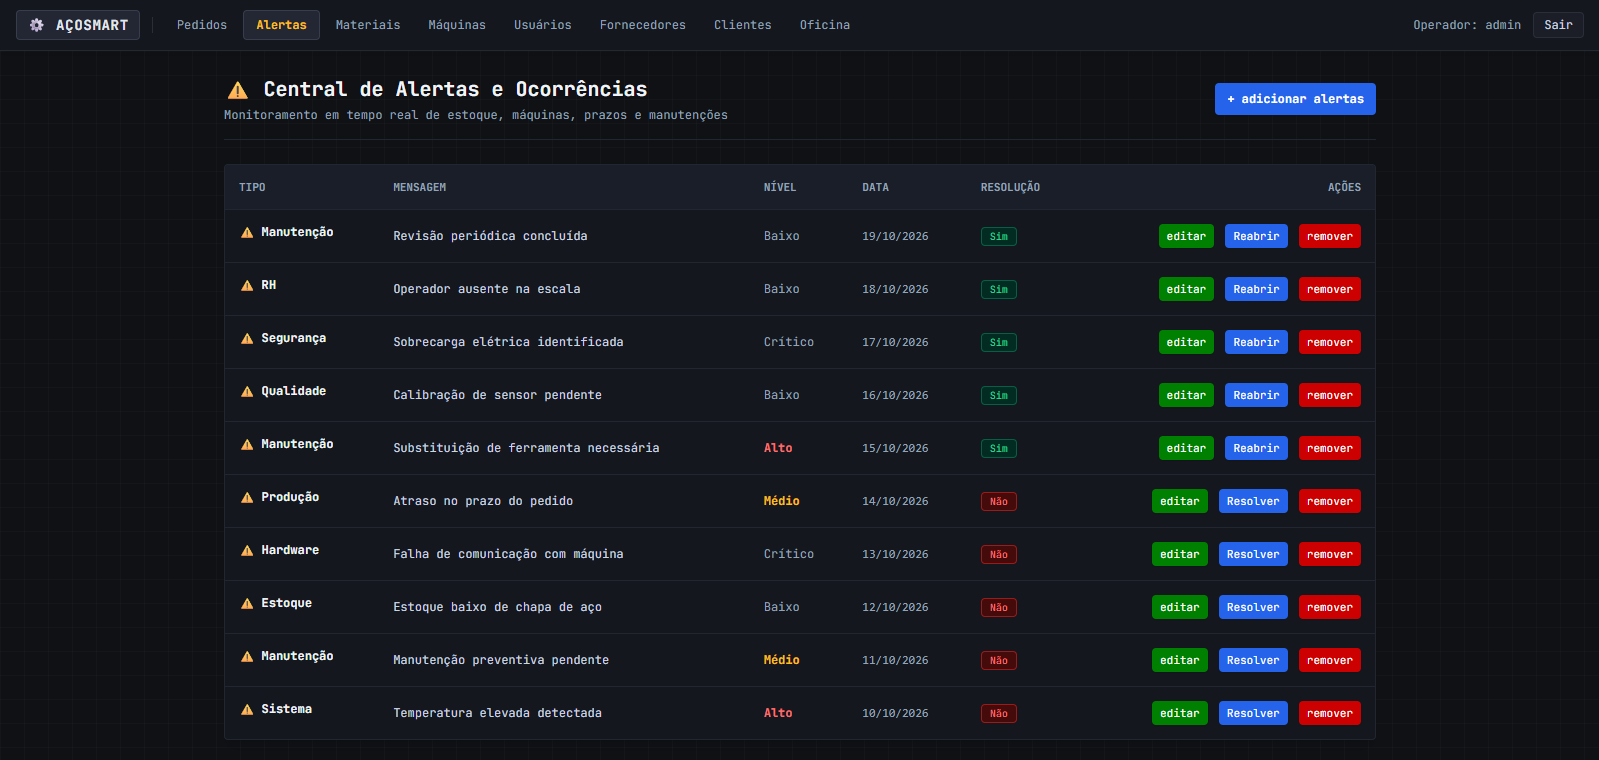 AÇOSMART Pedidos Alertas Materiais Máquinas Usuários Fornecedores Clientes Oficina Operador: admin Sair
Central de Alertas e Ocorrências
Monitoramento em tempo real de estoque, máquinas, prazos e manutenções
+ adicionar alertas
TIPO MENSAGEM NÍVEL DATA RESOLUÇÃO AÇÕES
Manutenção Revisão periódica concluída Baixo 19/10/2026 Sim editar Reabrir remover
RH Operador ausente na escala Baixo 18/10/2026 Sim editar Reabrir remover
Segurança Sobrecarga elétrica identificada Crítico 17/10/2026 Sim editar Reabrir remover
Qualidade Calibração de sensor pendente Baixo 16/10/2026 Sim editar Reabrir remover
Manutenção Substituição de ferramenta necessária Alto 15/10/2026 Sim editar Reabrir remover
Produção Atraso no prazo do pedido Médio 14/10/2026 Não editar Resolver remover
Hardware Falha de comunicação com máquina Crítico 13/10/2026 Não editar Resolver remover
Estoque Estoque baixo de chapa de aço Baixo 12/10/2026 Não editar Resolver remover
Manutenção Manutenção preventiva pendente Médio 11/10/2026 Não editar Resolver remover
Sistema Temperatura elevada detectada Alto 10/10/2026 Não editar Resolver remover